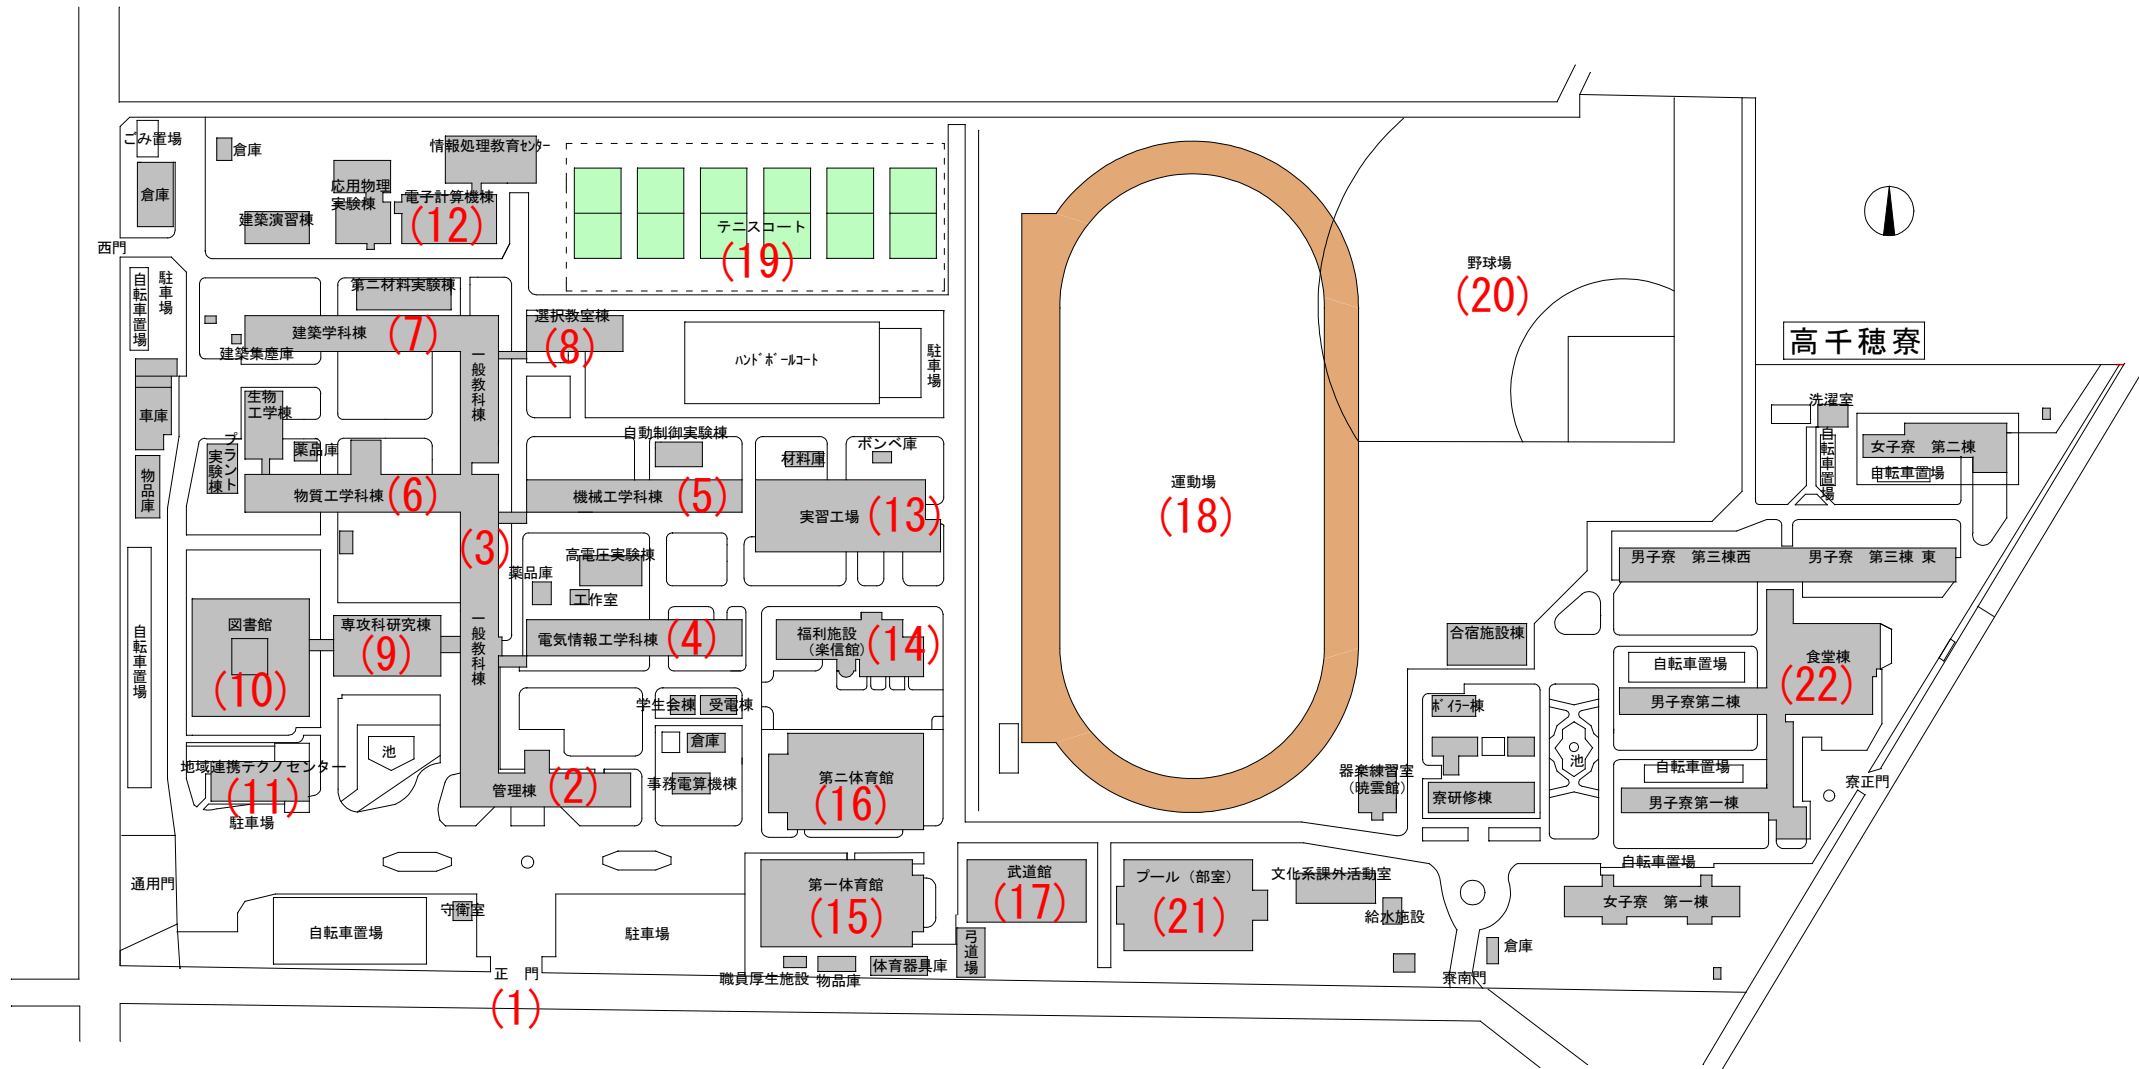 ごみ置場
倉庫
倉庫
西門
自転車置場
駐車場
建築演習棟
応用物理
実験棟
情報処理教育ｾﾝﾀｰ
電子計算機棟
(12)
テニスコート
(19)
野球場
(20)
高千穂寮
第二材料実験棟
建築学科棟
(7)
建築集塵庫
一般教科棟
選択教室棟
(8)
ﾊﾝﾄﾞﾎﾞｰﾙコート
駐車場
車庫
物品庫
生物
工学棟
プラント
実験棟
薬品庫
物質工学科棟
(6)
(3)
自動制御実験棟
材料庫
ボンベ庫
機械工学科棟
(5)
実習工場
(13)
運動場
(18)
洗濯室
自転車置場
女子寮　第二棟
自転車置場
男子寮　第三棟西
男子寮　第三棟 東
高電圧実験棟
薬品庫
工作室
自転車置場
図書館
(10)
専攻科研究棟
(9)
一般教科棟
電気情報工学科棟
(4)
福利施設
（楽信館）
(14)
合宿施設棟
自転車置場
食堂棟
(22)
男子寮第二棟
学生会棟
受電棟
ﾎﾞｲﾗｰ棟
倉庫
池
池
地域連携テクノセンター
(11)
駐車場
管理棟
(2)
事務電算機棟
第二体育館
(16)
器楽練習室
（暁雲館）
寮研修棟
自転車置場
男子寮第一棟
寮正門
通用門
自転車置場
守衛室
駐車場
第一体育館
(15)
武道館
(17)
プール（部室）
(21)
文化系課外活動室
給水施設
自転車置場
女子寮　第一棟
弓道場
倉庫
正　門
(1)
職員厚生施設
物品庫
体育器具庫
寮南門